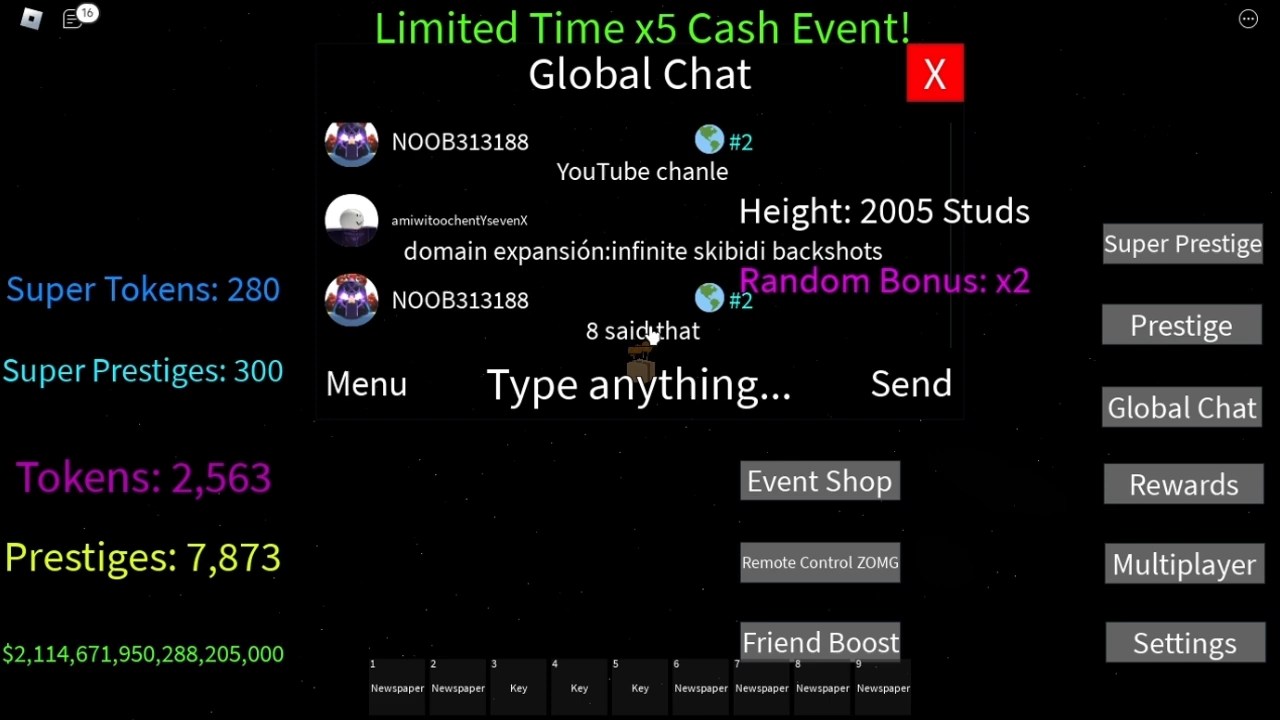 16
Limited Time x5 Cash Event!
Global Chat
X
NOOB313188
#2
YouTube chanle
amiwitoochentYsevenX
domain expansión:infinite skibidi backshots
NOOB313188
#2
8 said that
Menu
Type anything...
Send
Height: 2005 Studs
Random Bonus: x2
Super Tokens: 280
Super Prestiges: 300
Tokens: 2,563
Prestiges: 7,873
$2,114,671,950,288,205,000
Super Prestige
Prestige
Global Chat
Rewards
Multiplayer
Settings
Event Shop
Remote Control ZOMG
Friend Boost
1 Newspaper
2 Newspaper
3 Key
4 Key
5 Key
6 Newspaper
7 Newspaper
8 Newspaper
9 Newspaper